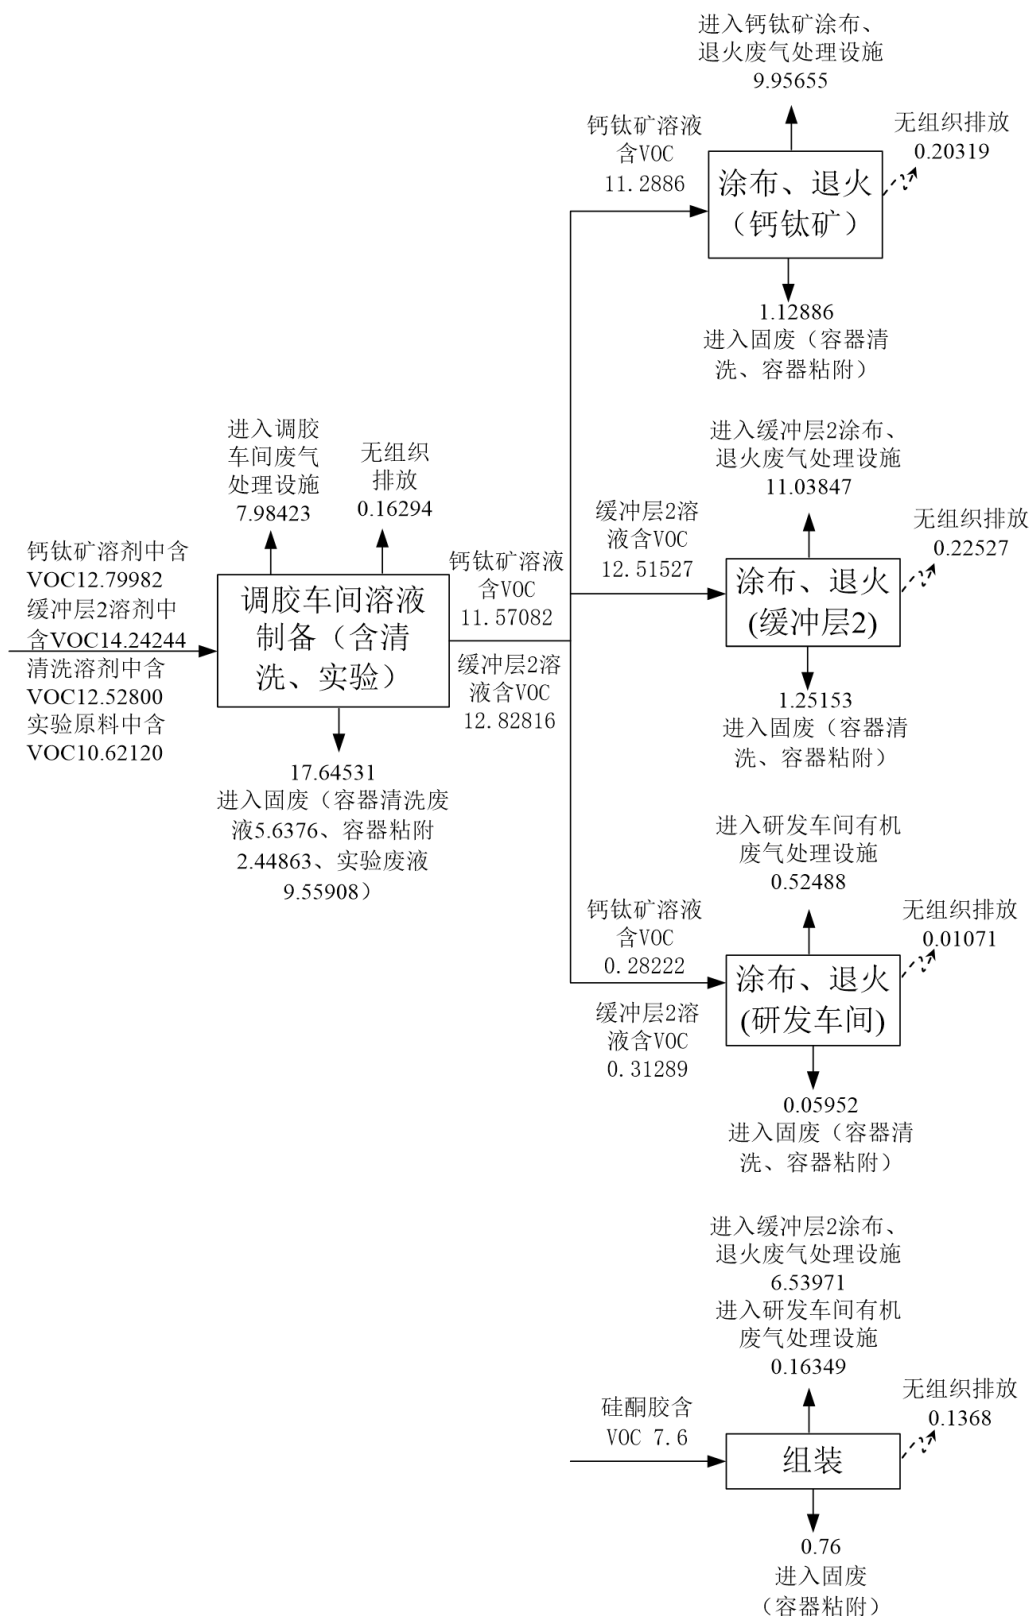 进入钙钛矿涂布、
退火废气处理设施
9.95655
无组织排放
0.20319
钙钛矿溶液
含VOC
11.2886
涂布、退火
（钙钛矿）
1.12886
进入固废（容器清
洗、容器粘附）
进入调胶
车间废气
处理设施
7.98423
无组织
排放
0.16294
钙钛矿溶剂中含
VOC12.79982
缓冲层2溶剂中
含VOC14.24244
清洗溶剂中含
VOC12.52800
实验原料中含
VOC10.62120
调胶车间溶液
制备（含清
洗、实验）
17.64531
进入固废（容器清洗废
液5.6376、容器粘附
2.44863、实验废液
9.55908）
钙钛矿溶液
含VOC
11.57082
缓冲层2溶
液含VOC
12.82816
进入缓冲层2涂布、
退火废气处理设施
11.03847
无组织排放
0.22527
缓冲层2溶
液含VOC
12.51527
涂布、退火
(缓冲层2)
1.25153
进入固废（容器清
洗、容器粘附）
进入研发车间有机
废气处理设施
0.52488
无组织排放
0.01071
钙钛矿溶液
含VOC
0.28222
缓冲层2溶
液含VOC
0.31289
涂布、退火
(研发车间)
0.05952
进入固废（容器清
洗、容器粘附）
进入缓冲层2涂布、
退火废气处理设施
6.53971
进入研发车间有机
废气处理设施
0.16349
无组织排放
0.1368
硅酮胶含
VOC 7.6
组装
0.76
进入固废
（容器粘附）